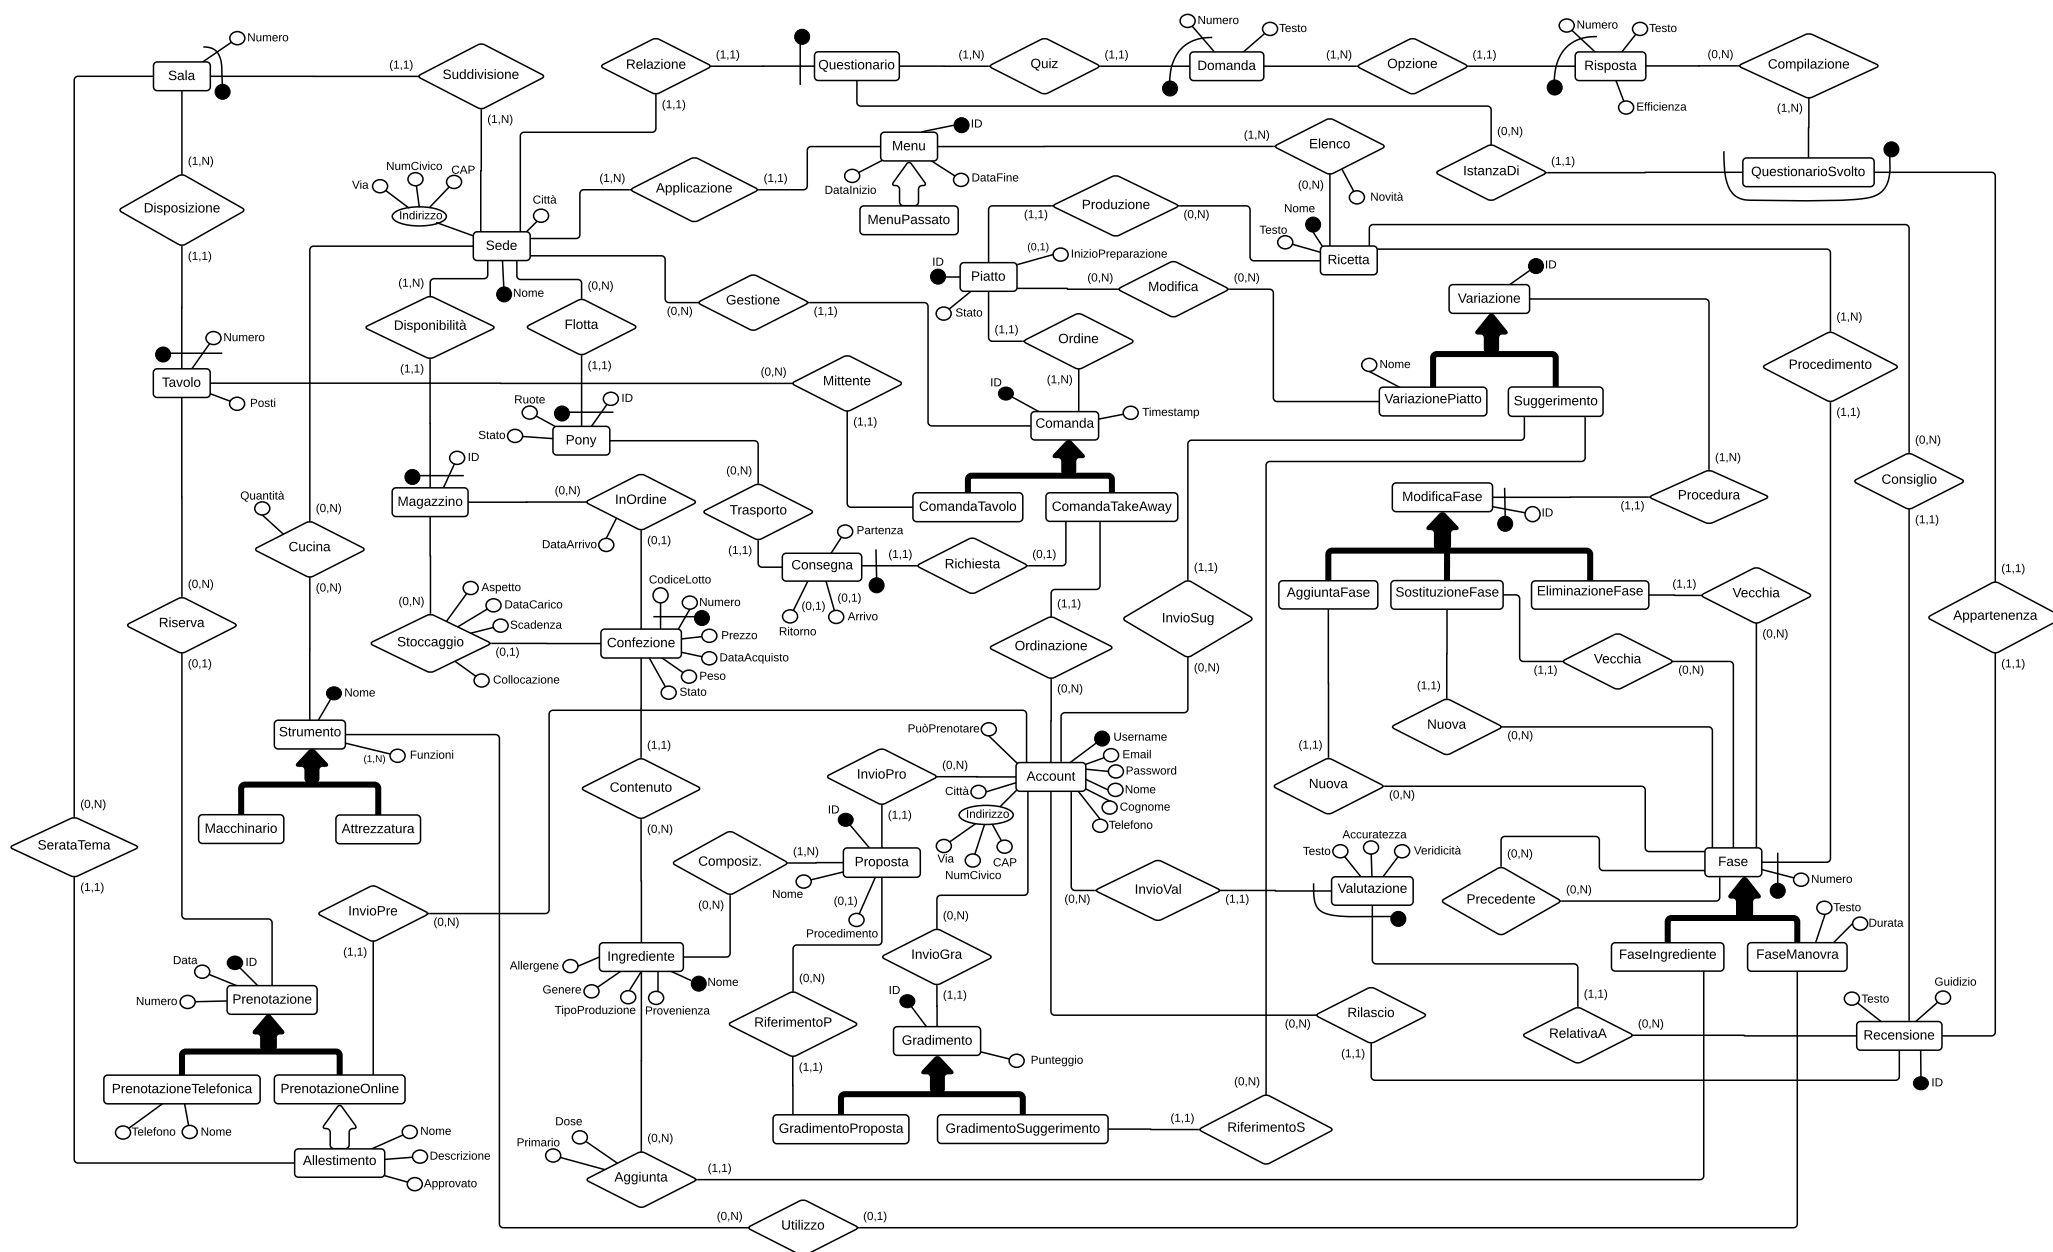 Numero
Sala
(1,1)
Suddivisione
(1,N)
Relazione
(1,1)
(1,1)
Questionario
(1,N)
Quiz
(1,1)
Numero
Testo
Domanda
(1,N)
Opzione
(1,1)
Numero
Testo
Risposta
Efficienza
(0,N)
Compilazione
(1,N)
(1,N)
Disposizione
(1,1)
NumCivico
CAP
Via
Indirizzo
Città
Sede
Nome
(1,N)
Applicazione
(1,1)
ID
Menu
DataInizio
DataFine
MenuPassato
(1,N)
Elenco
(0,N)
Novità
(0,N)
IstanzaDi
(1,1)
QuestionarioSvolto
(1,1)
Produzione
(0,N)
Nome
Testo
Ricetta
(0,1)
InizioPreparazione
ID
Piatto
Stato
(0,N)
Modifica
(0,N)
ID
Variazione
(1,N)
Disponibilità
(1,1)
(0,N)
Flotta
(1,1)
(0,N)
Gestione
(1,1)
(1,1)
Ordine
(1,N)
(1,N)
Procedimento
(1,1)
Numero
Tavolo
Posti
(0,N)
Mittente
(1,1)
Nome
VariazionePiatto
Suggerimento
ID
Timestamp
Comanda
Ruote
ID
Stato
Pony
ID
Magazzino
(0,N)
InOrdine
(0,1)
DataArrivo
(0,N)
Trasporto
(1,1)
ComandaTavolo
ComandaTakeAway
(1,N)
Procedura
(1,1)
ModificaFase
ID
(0,N)
Consiglio
(1,1)
Quantità
(0,N)
Cucina
(0,N)
Partenza
Consegna
(0,1)
(0,1)
Ritorno
Arrivo
(1,1)
Richiesta
(0,1)
AggiuntaFase
SostituzioneFase
EliminazioneFase
(1,1)
Vecchia
(0,N)
(1,1)
Appartenenza
(1,1)
(0,N)
Riserva
(0,1)
(0,N)
Stoccaggio
(0,1)
Aspetto
DataCarico
Scadenza
Collocazione
CodiceLotto
Numero
Confezione
Prezzo
DataAcquisto
Peso
Stato
(1,1)
Ordinazione
(0,N)
(1,1)
InvioSug
(0,N)
(1,1)
Vecchia
(0,N)
(1,1)
Nuova
(0,N)
(1,1)
Nuova
(0,N)
Nome
Strumento
(1,N)
Funzioni
Macchinario
Attrezzatura
(1,1)
Contenuto
(0,N)
PuòPrenotare
Username
Email
Password
Nome
Cognome
Telefono
Account
Città
Indirizzo
Via
NumCivico
CAP
InvioPro
(0,N)
(1,1)
ID
Proposta
Nome
(0,1)
Procedimento
Composiz.
(1,N)
(0,N)
(0,N)
SerataTema
(1,1)
(0,N)
InvioVal
(1,1)
Testo
Accuratezza
Veridicità
Valutazione
(0,N)
Precedente
(0,N)
Fase
Numero
Testo
Durata
FaseIngrediente
FaseManovra
InvioPre
(0,N)
(1,1)
Data
ID
Numero
Prenotazione
Allergene
Genere
TipoProduzione
Provenienza
Nome
Ingrediente
(0,N)
InvioGra
(1,1)
(0,N)
RiferimentoP
(1,1)
ID
Gradimento
Punteggio
(0,N)
Rilascio
(1,1)
(1,1)
RelativaA
(0,N)
Testo
Guidizio
Recensione
ID
PrenotazioneTelefonica
PrenotazioneOnline
Telefono
Nome
GradimentoProposta
GradimentoSuggerimento
(1,1)
RiferimentoS
(0,N)
Nome
Descrizione
Approvato
Allestimento
Dose
Primario
(0,N)
Aggiunta
(1,1)
(0,N)
Utilizzo
(0,1)